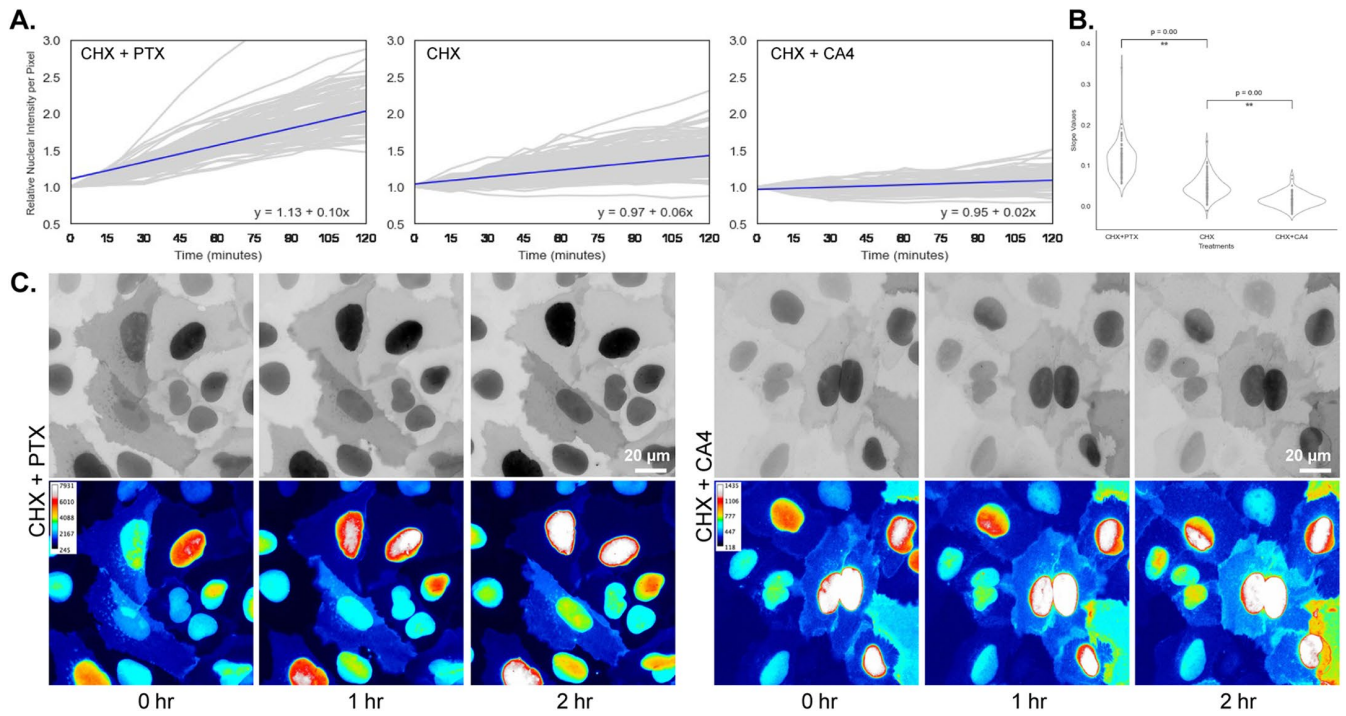 A.
CHX + PTX
CHX
CHX + CA4
Relative Nuclear Intensity per Pixel
3.0
2.5
2.0
1.5
1.0
0.5
y = 1.13 + 0.10x
0 15 30 45 60 75 90 105 120
Time (minutes)
3.0
2.5
2.0
1.5
1.0
0.5
y = 0.97 + 0.06x
0 15 30 45 60 75 90 105 120
Time (minutes)
3.0
2.5
2.0
1.5
1.0
0.5
y = 0.95 + 0.02x
0 15 30 45 60 75 90 105 120
Time (minutes)
B.
p = 0.00
**
p = 0.00
**
Slope Values
0.4
0.3
0.2
0.1
0.0
CHX+PTX CHX CHX+CA4
Treatments
C.
CHX + PTX
20 µm
7931
6010
4088
2167
245
0 hr 1 hr 2 hr
CHX + CA4
20 µm
1435
1106
777
447
118
0 hr 1 hr 2 hr